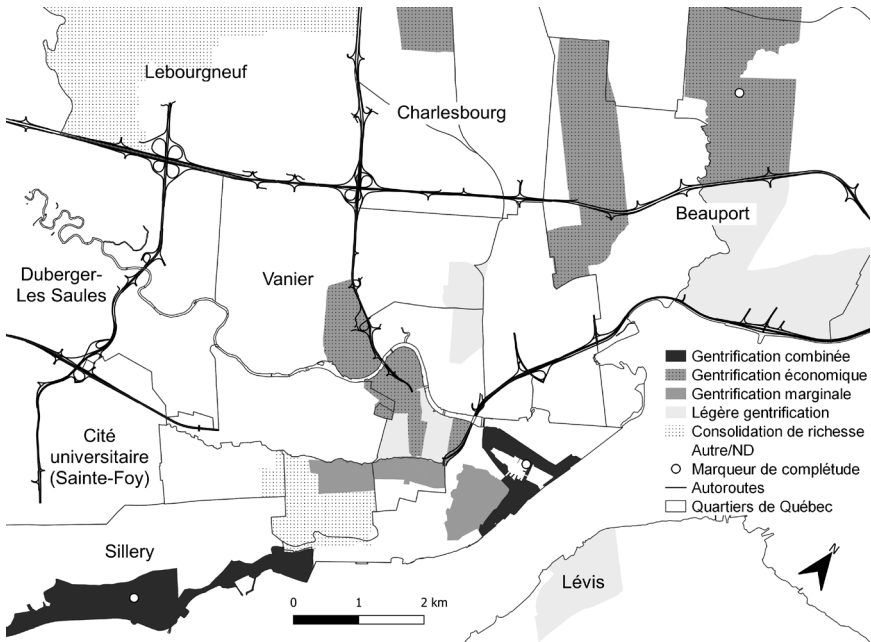 Lebourgneuf
Charlesbourg
Beauport
Duberger-
Les Saules
Vanier
Cité
universitaire
(Sainte-Foy)
Sillery
Lévis
Gentrification combinée
Gentrification économique
Gentrification marginale
Légère gentrification
Consolidation de richesse
Autre/ND
Marqueur de complétude
Autoroutes
Quartiers de Québec
N
0 1 2 km